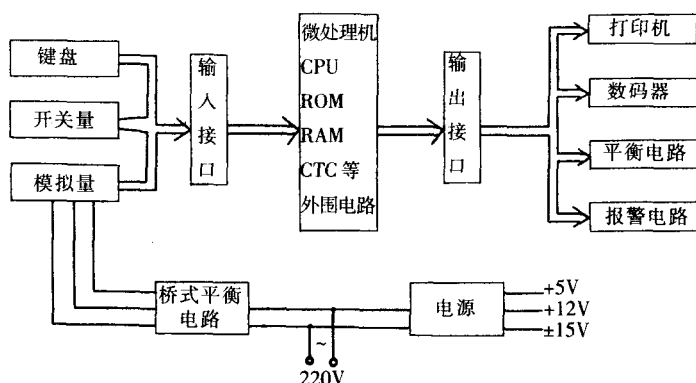 键盘
开关量
模拟量
输入接口
微处理机
CPU
ROM
RAM
CTC等
外围电路
输出接口
打印机
数码器
平衡电路
报警电路
桥式平衡
电路
电源
+5V
+12V
±15V
~
220V